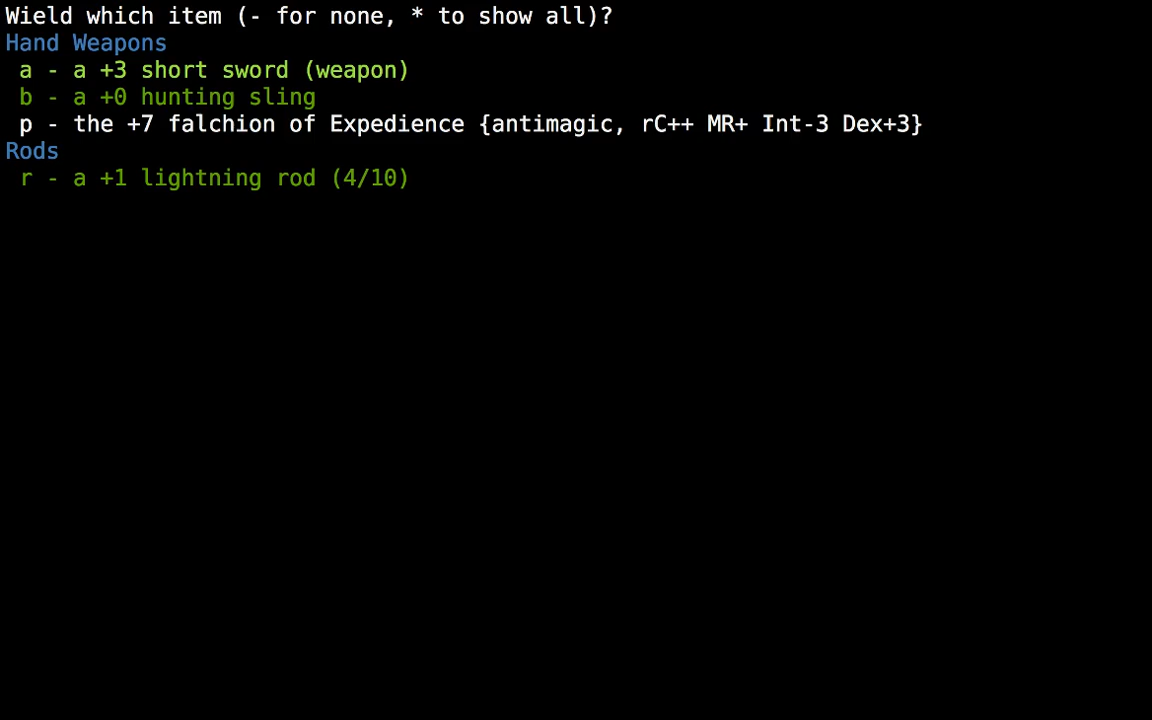 Wield which item (- for none, * to show all)?
Hand Weapons
a - a +3 short sword (weapon)
b - a +0 hunting sling
p - the +7 falchion of Expedience {antimagic, rC++ MR+ Int-3 Dex+3}
Rods
r - a +1 lightning rod (4/10)